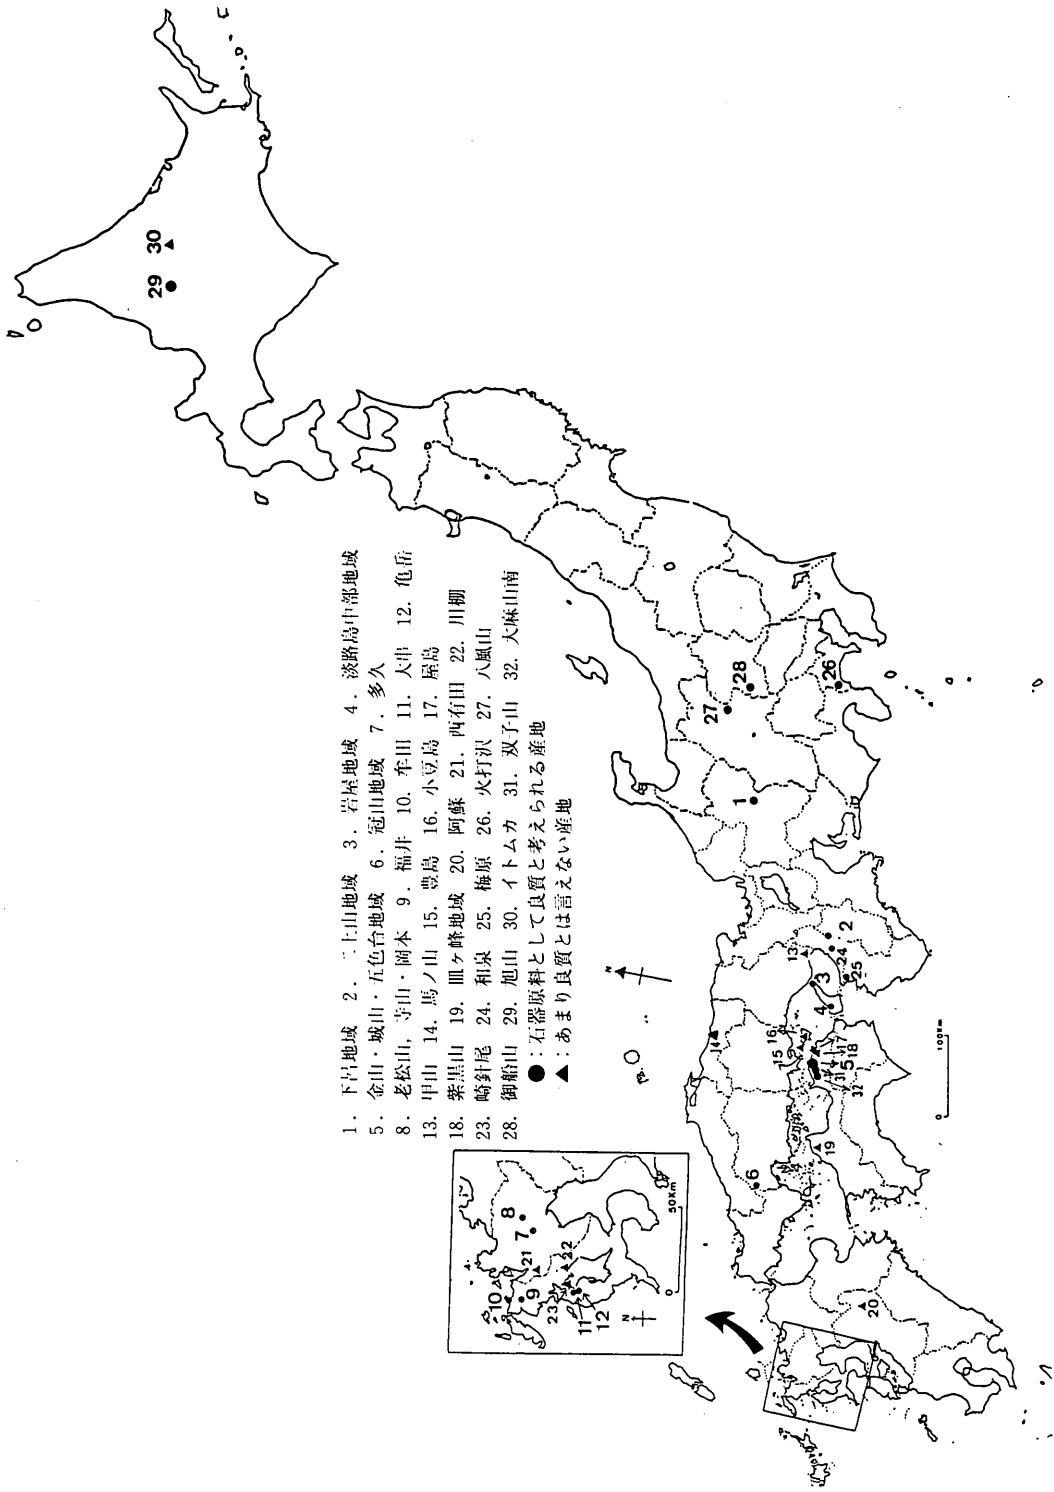 1. 下呂地域 2. 二上山地域 3. 岩屋地域 4. 淡路島中部地域
5. 金山・城山・五色台地域 6. 冠山地域 7. 多久
8. 老松山, 寺山・岡本 9. 福井 10. 牟田 11. 大串 12. 亀岳
13. 甲山 14. 馬ノ山 15. 豊島 16. 小豆島 17. 屋島
18. 紫黒山 19. 皿ヶ峰地域 20. 阿蘇 21. 西有田 22. 川棚
23. 崎針尾 24. 和泉 25. 梅原 26. 火打沢 27. 八風山
28. 御船山 29. 旭山 30. イトムカ 31. 双子山 32. 大麻山南
●:石器原料として良質と考えられる産地
▲:あまり良質とは言えない産地
29
30
27
28
26
1
N
2
13
24
3
25
4
14
16
15
17
5
18
31
32
19
6
20
0
100Km
8
7
21
22
10
9
23
11
12
N
0
50Km